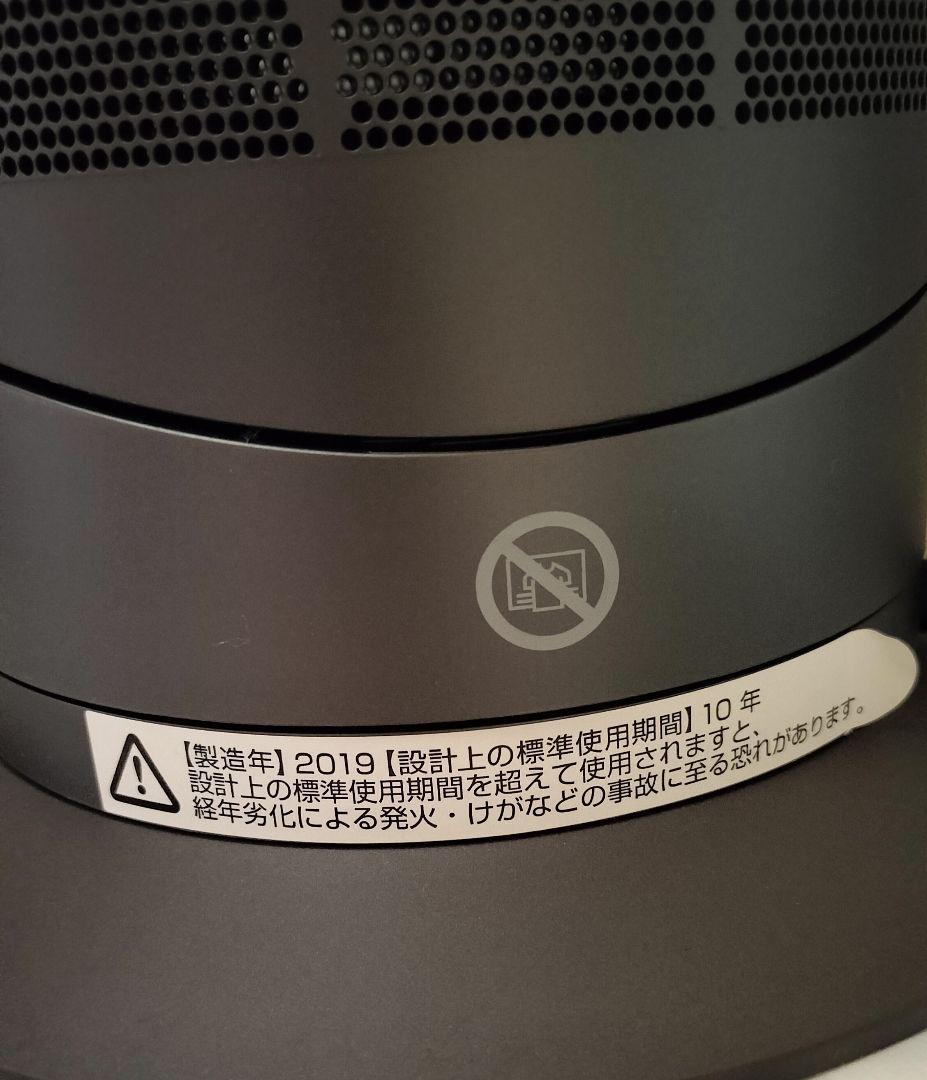 【製造年】2019【設計上の標準使用期間】10 年
設計上の標準使用期間を超えて使用されますと、
経年劣化による発火・けがなどの事故に至る恐れがあります。